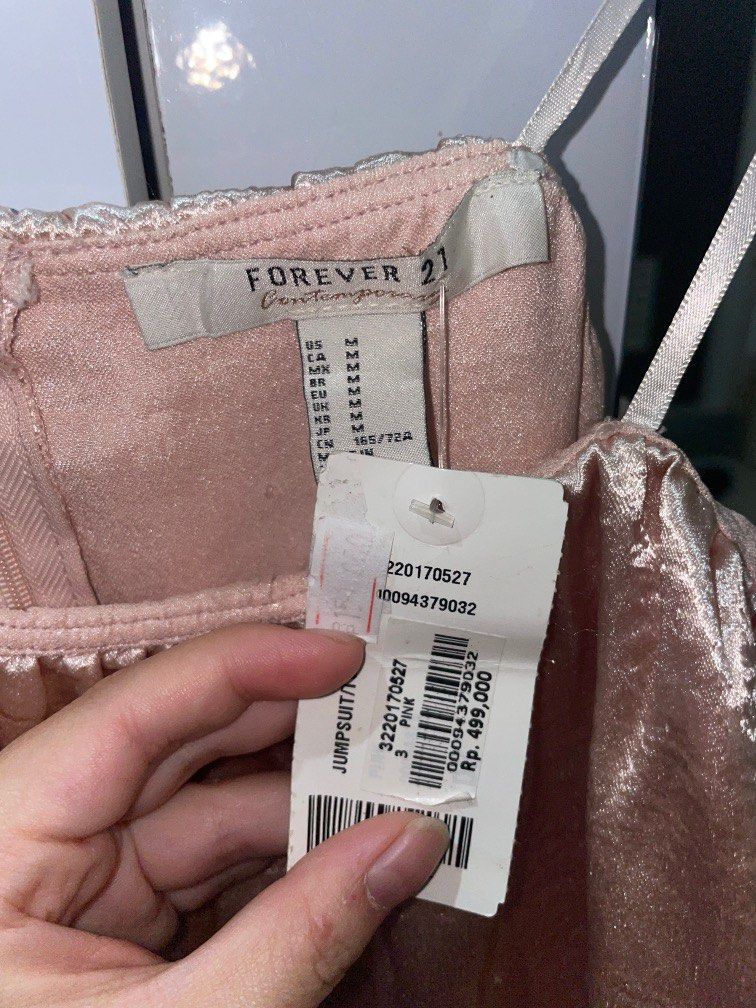 FOREVER 21
Contemporary
US M
CA M
MX M
BR M
EU M
UK M
KR M
JP M
CN 165/72A
220170527
00094379032
JUMPSUIT/
3220170527
3 PINK
00094379032
Rp. 499,000